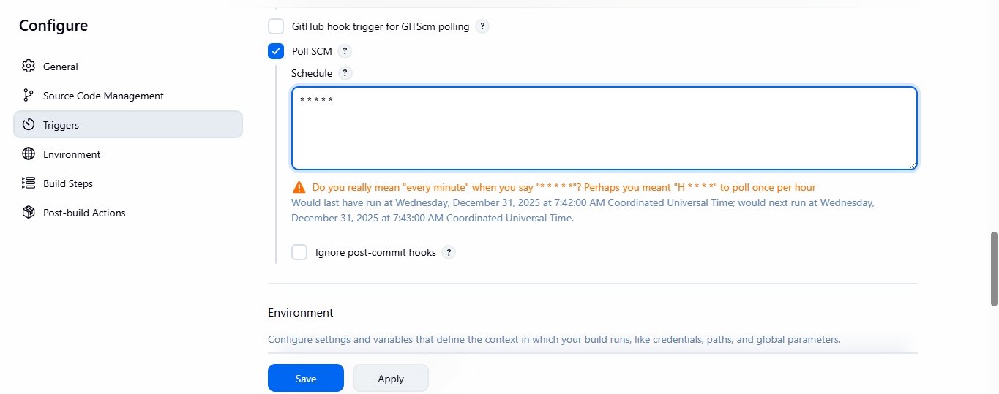 Configure
General
Source Code Management
Triggers
Environment
Build Steps
Post-build Actions
GitHub hook trigger for GITScm polling ?
Poll SCM ?
Schedule ?
* * * * *
Do you really mean "every minute" when you say "* * * * *"? Perhaps you meant "H * * * *" to poll once per hour
Would last have run at Wednesday, December 31, 2025 at 7:42:00 AM Coordinated Universal Time; would next run at Wednesday,
December 31, 2025 at 7:43:00 AM Coordinated Universal Time.
Ignore post-commit hooks ?
Environment
Configure settings and variables that define the context in which your build runs, like credentials, paths, and global parameters.
Save Apply